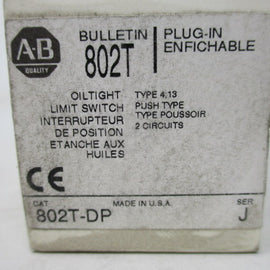 A-B
QUALITY
BULLETIN
802T
PLUG-IN
ENFICHABLE
OILTIGHT TYPE 4;13
LIMIT SWITCH PUSH TYPE
INTERRUPTEUR TYPE POUSSOIR
DE POSITION 2 CIRCUITS
ETANCHE AUX
HUILES
CE
CAT- MADE IN U.S.A. SER
802T-DP J